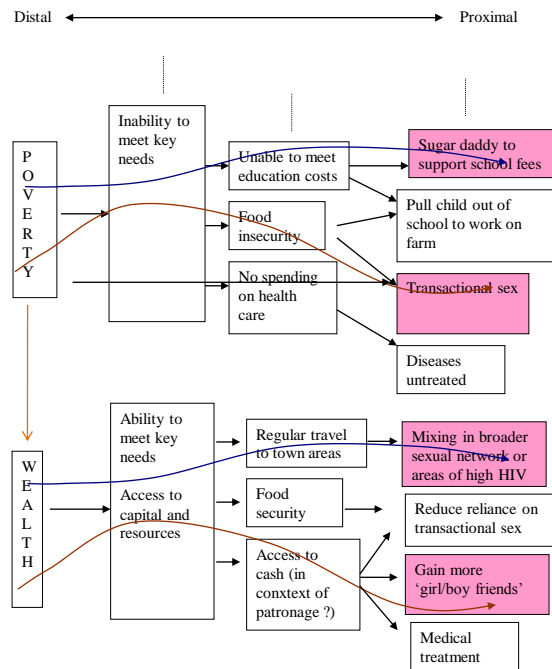 Distal
Proximal
POVERTY
Inability to
meet key
needs
Unable to meet
education costs
Food
insecurity
No spending
on health
care
Sugar daddy to
support school fees
Pull child out of
school to work on
farm
Transactional sex
Diseases
untreated
WEALTH
Ability to
meet key
needs
Access to
capital and
resources
Regular travel
to town areas
Food
security
Access to
cash (in
conxtext of
patronage ?)
Mixing in broader
sexual network or
areas of high HIV
Reduce reliance on
transactional sex
Gain more
‘girl/boy friends’
Medical
treatment